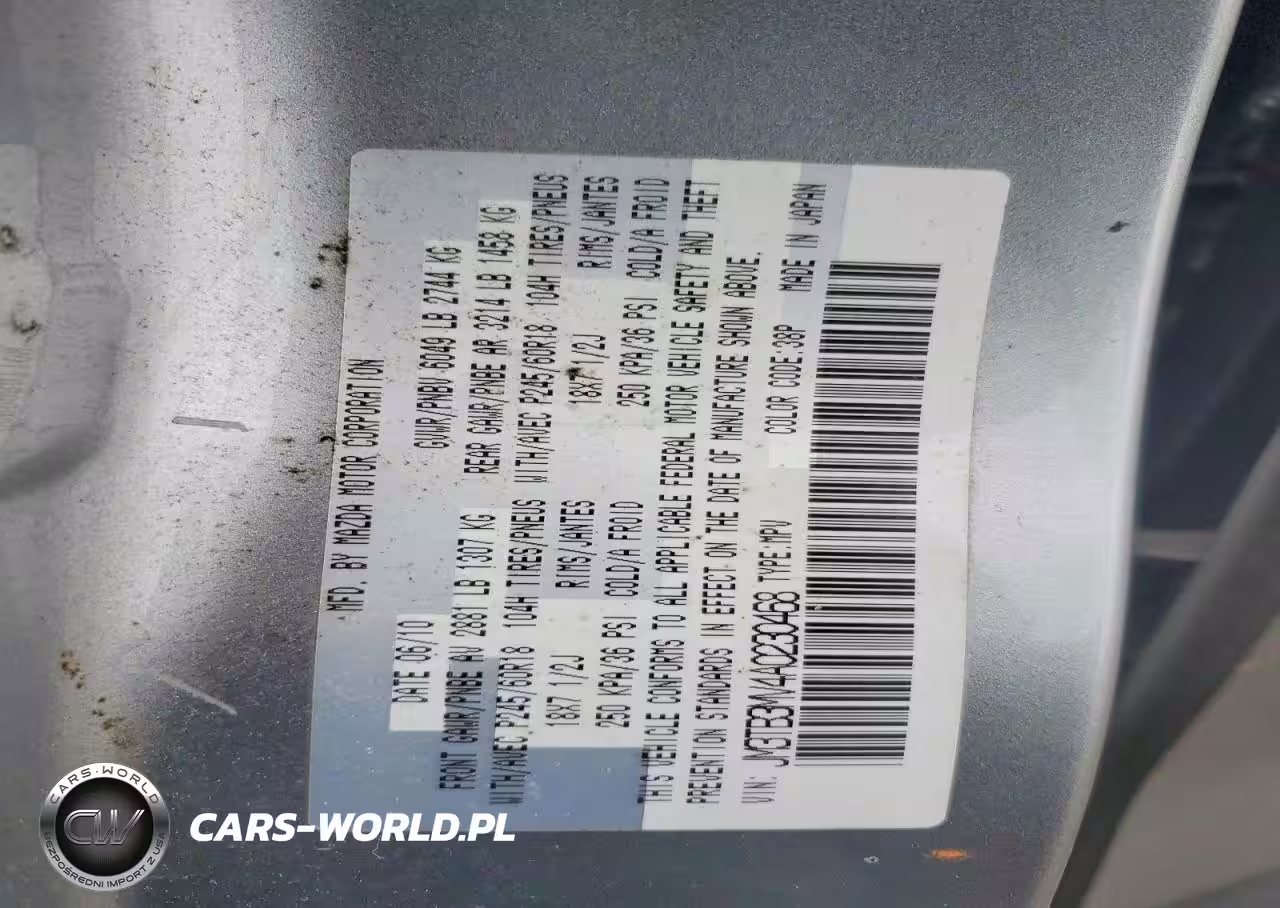 MFD. BY MAZDA MOTOR CORPORATION
DATE 06/10 GVWR/PNBV 6049 LB 2744 KG
FRONT GAWR/PNBE AV 2881 LB 1307 KG REAR GAWR/PNBE AR 3214 LB 1458 KG
WITH/AVEC P245/60R18 104H TIRES/PNEUS WITH/AVEC P245/60R18 104H TIRES/PNEUS
18X7 1/2J RIMS/JANTES 18X7 1/2J RIMS/JANTES
250 KPA/36 PSI COLD/A FROID 250 KPA/36 PSI COLD/A FROID
THIS VEHICLE CONFORMS TO ALL APPLICABLE FEDERAL MOTOR VEHICLE SAFETY AND THEFT
PREVENTION STANDARDS IN EFFECT ON THE DATE OF MANUFACTURE SHOWN ABOVE.
VIN: JM3TB3MV4A0230468 TYPE:MPV COLOR CODE:38P MADE IN JAPAN
CARS-WORLD
CW
BEZPOŚREDNI IMPORT Z USA
CARS-WORLD.PL